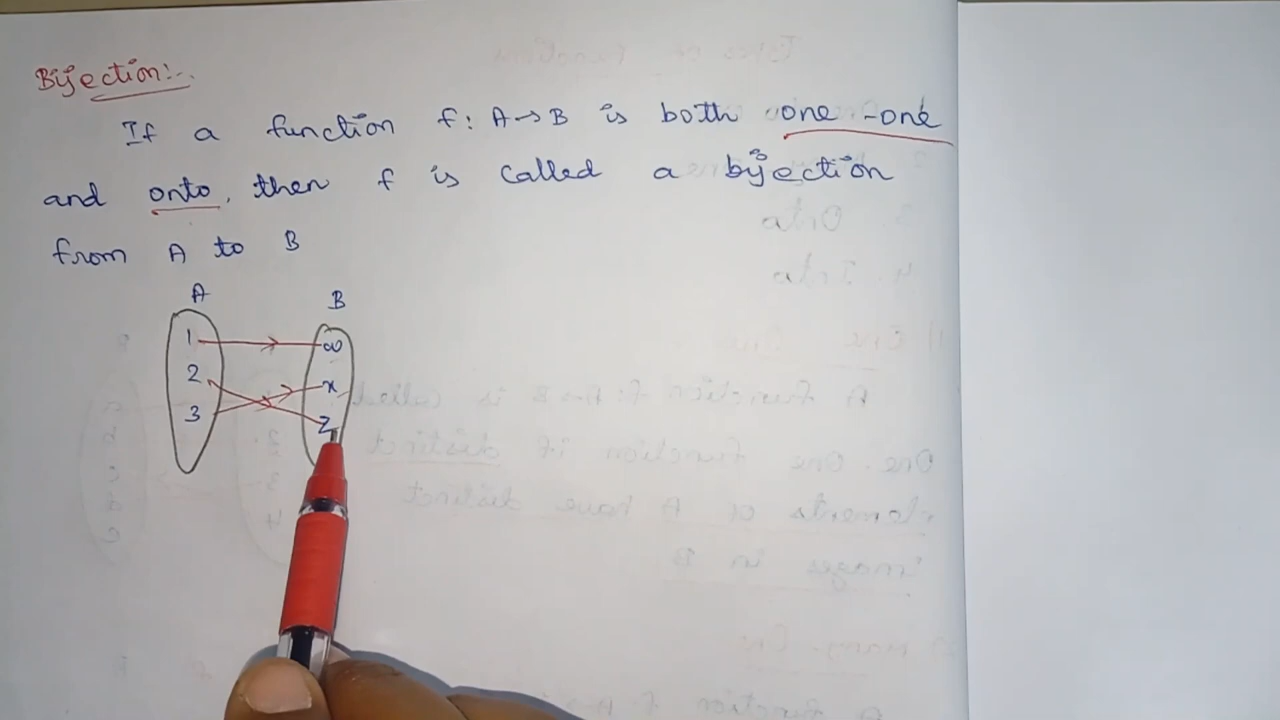 Bijection:-
If a function f: A→B is both one-one
and onto, then f is called a bijection
from A to B
A B
1
2 x
3 z